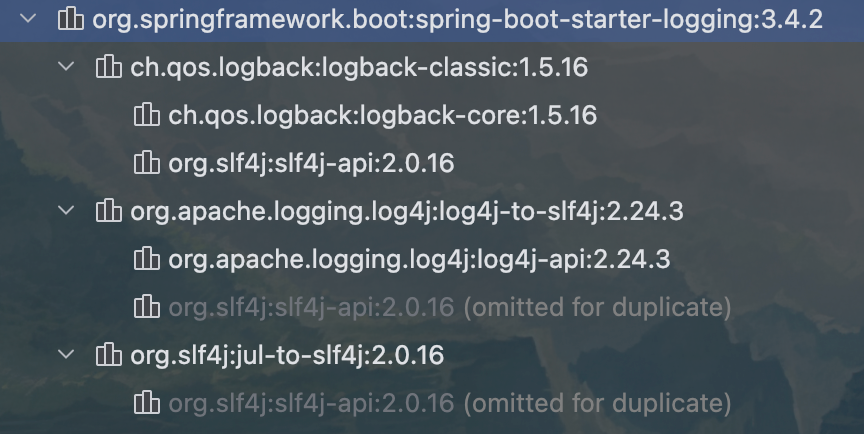 org.springframework.boot:spring-boot-starter-logging:3.4.2
ch.qos.logback:logback-classic:1.5.16
ch.qos.logback:logback-core:1.5.16
org.slf4j:slf4j-api:2.0.16
org.apache.logging.log4j:log4j-to-slf4j:2.24.3
org.apache.logging.log4j:log4j-api:2.24.3
org.slf4j:slf4j-api:2.0.16 (omitted for duplicate)
org.slf4j:jul-to-slf4j:2.0.16
org.slf4j:slf4j-api:2.0.16 (omitted for duplicate)